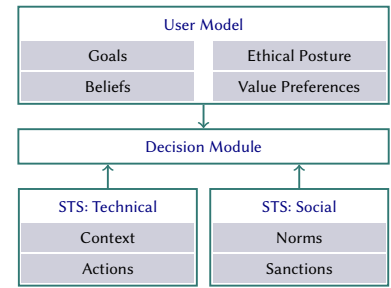 User Model
Goals
Ethical Posture
Beliefs
Value Preferences
Decision Module
STS: Technical
Context
Actions
STS: Social
Norms
Sanctions